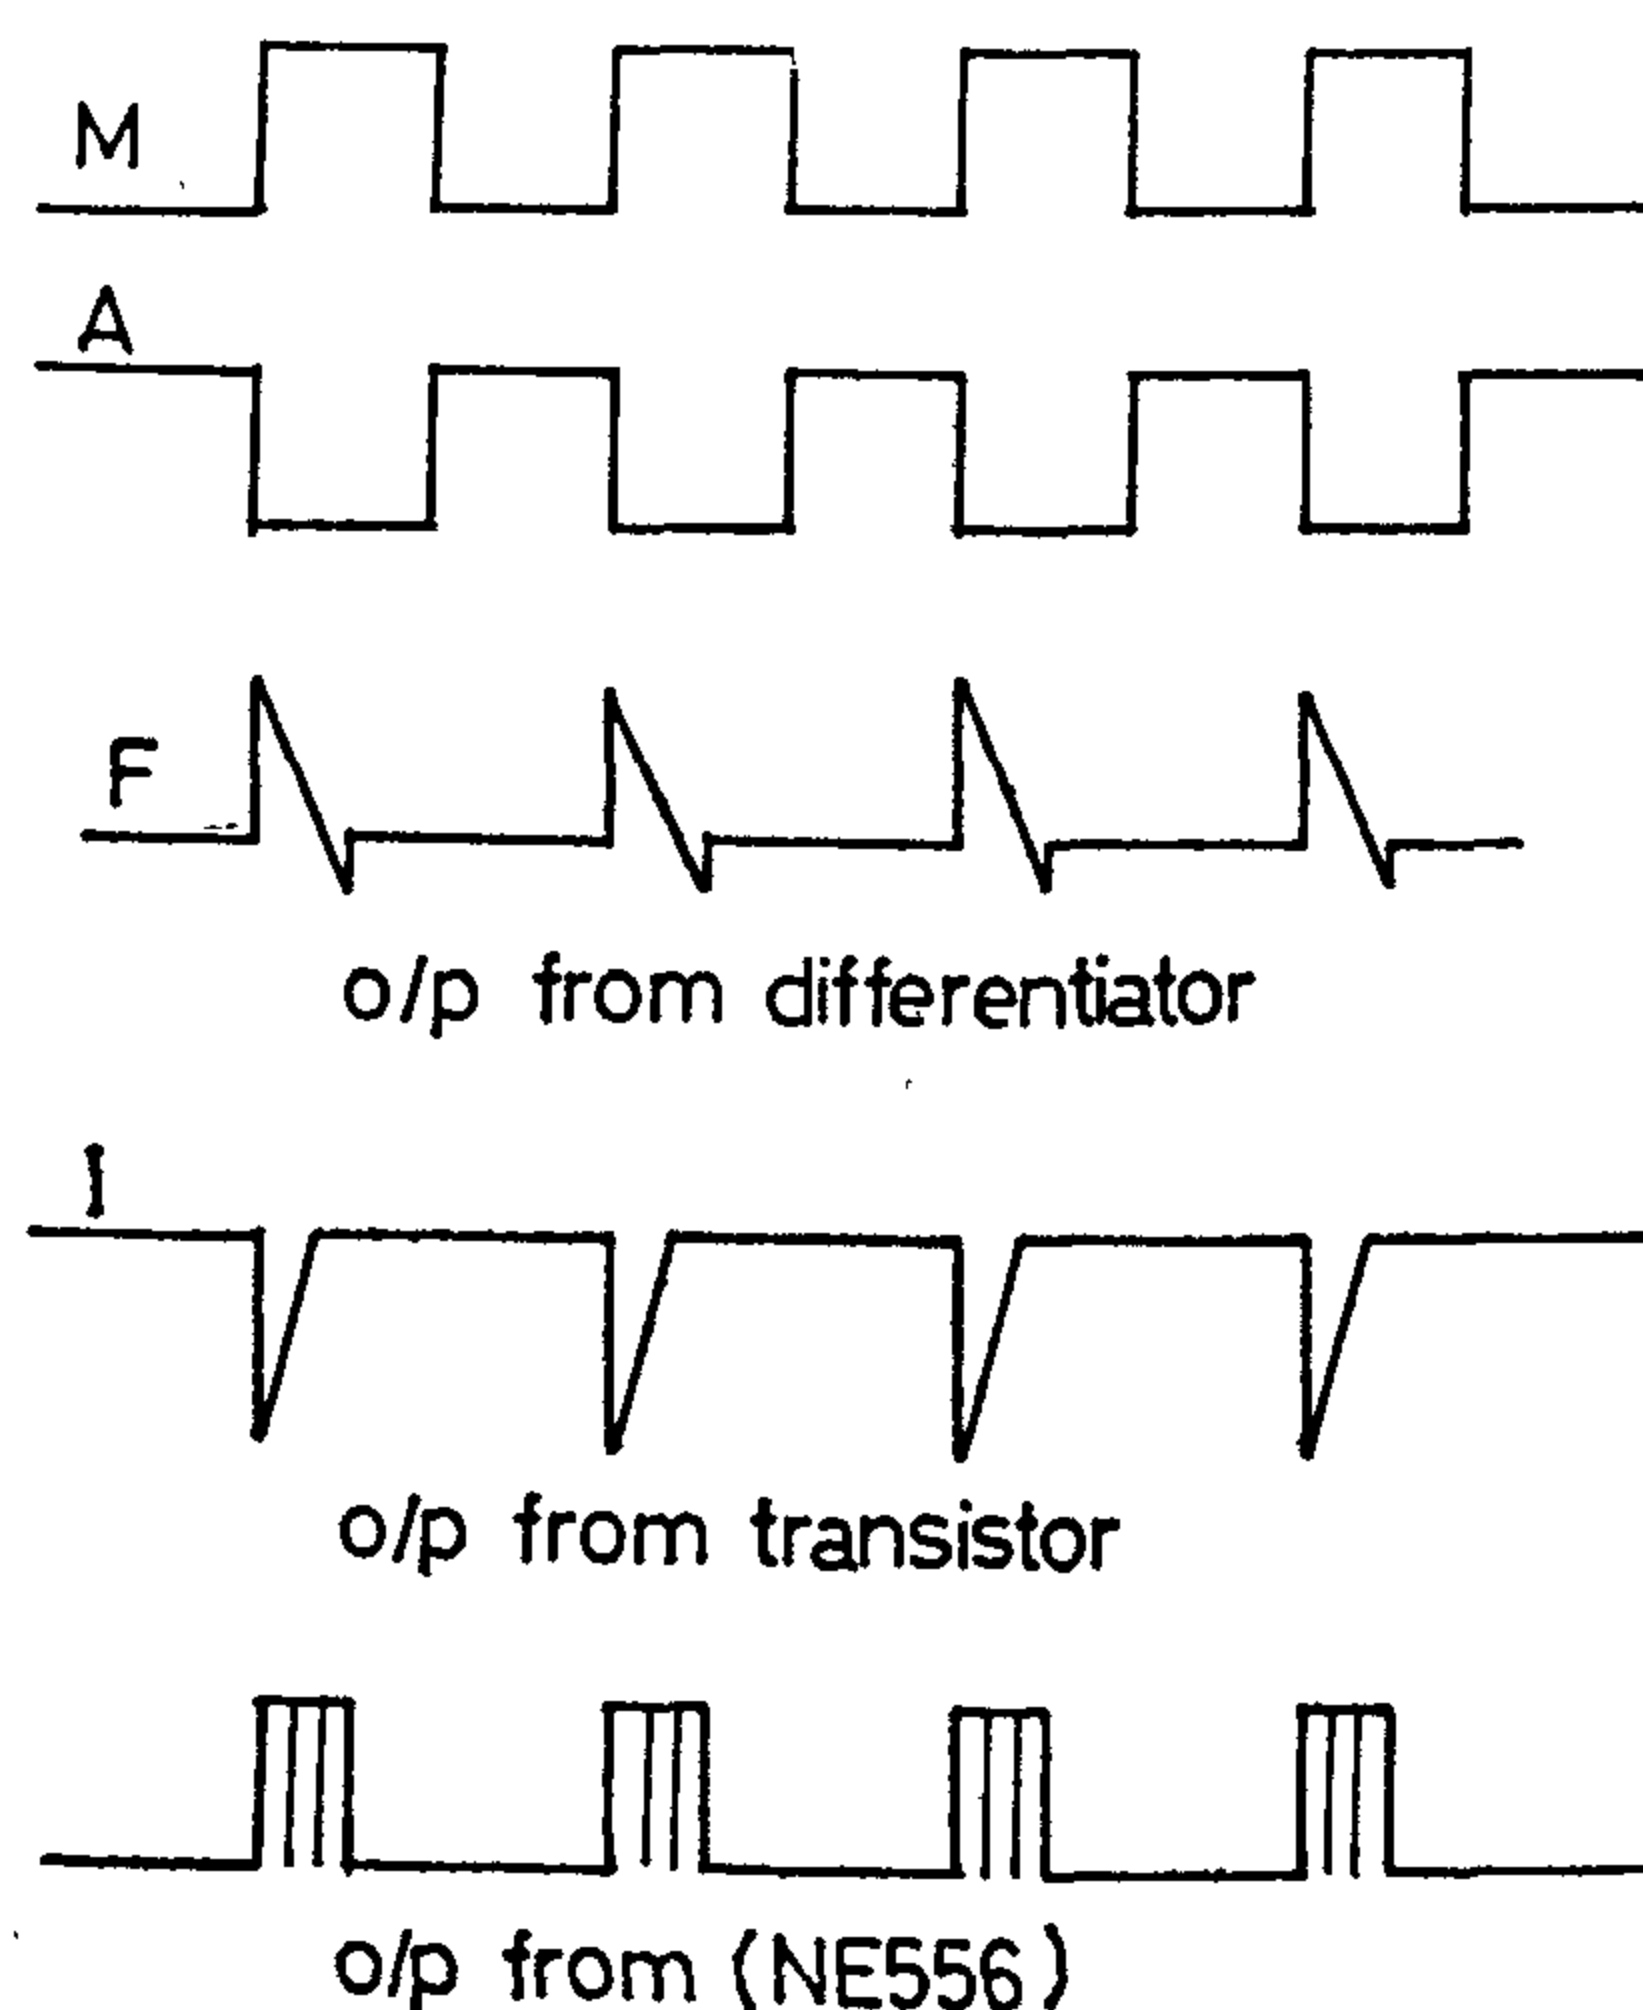 M
A
F
o/p from differentiator
I
o/p from transistor
o/p from (NE556)